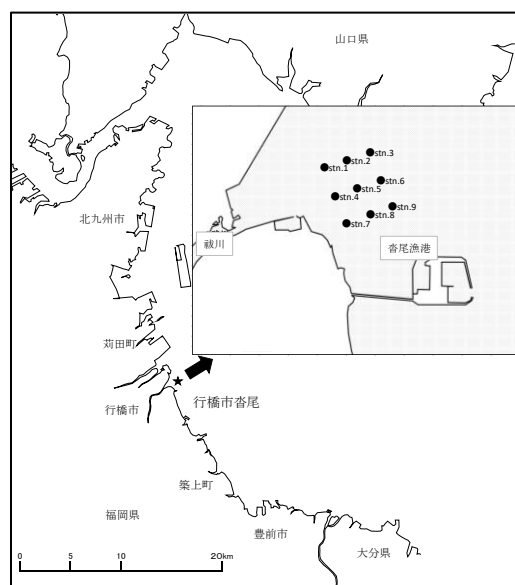 山口県
stn.3
stn.2
stn.1
stn.6
stn.5
stn.4
stn.9
stn.8
stn.7
北九州市
祓川
沓尾漁港
苅田町
行橋市
行橋市沓尾
築上町
福岡県
豊前市
大分県
0 5 10 20km